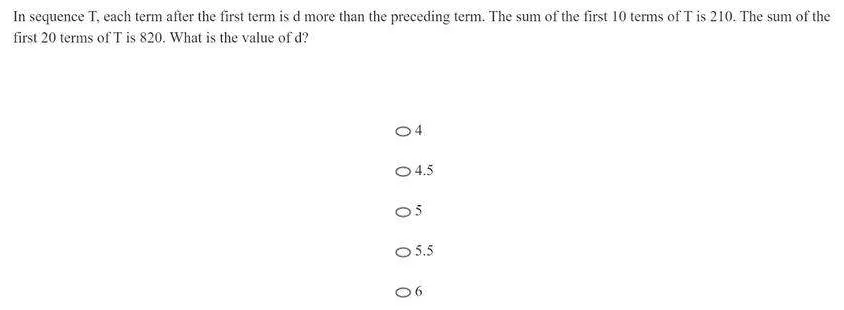 In sequence T, each term after the first term is d more than the preceding term. The sum of the first 10 terms of T is 210. The sum of the
first 20 terms of T is 820. What is the value of d?
4
4.5
5
5.5
6